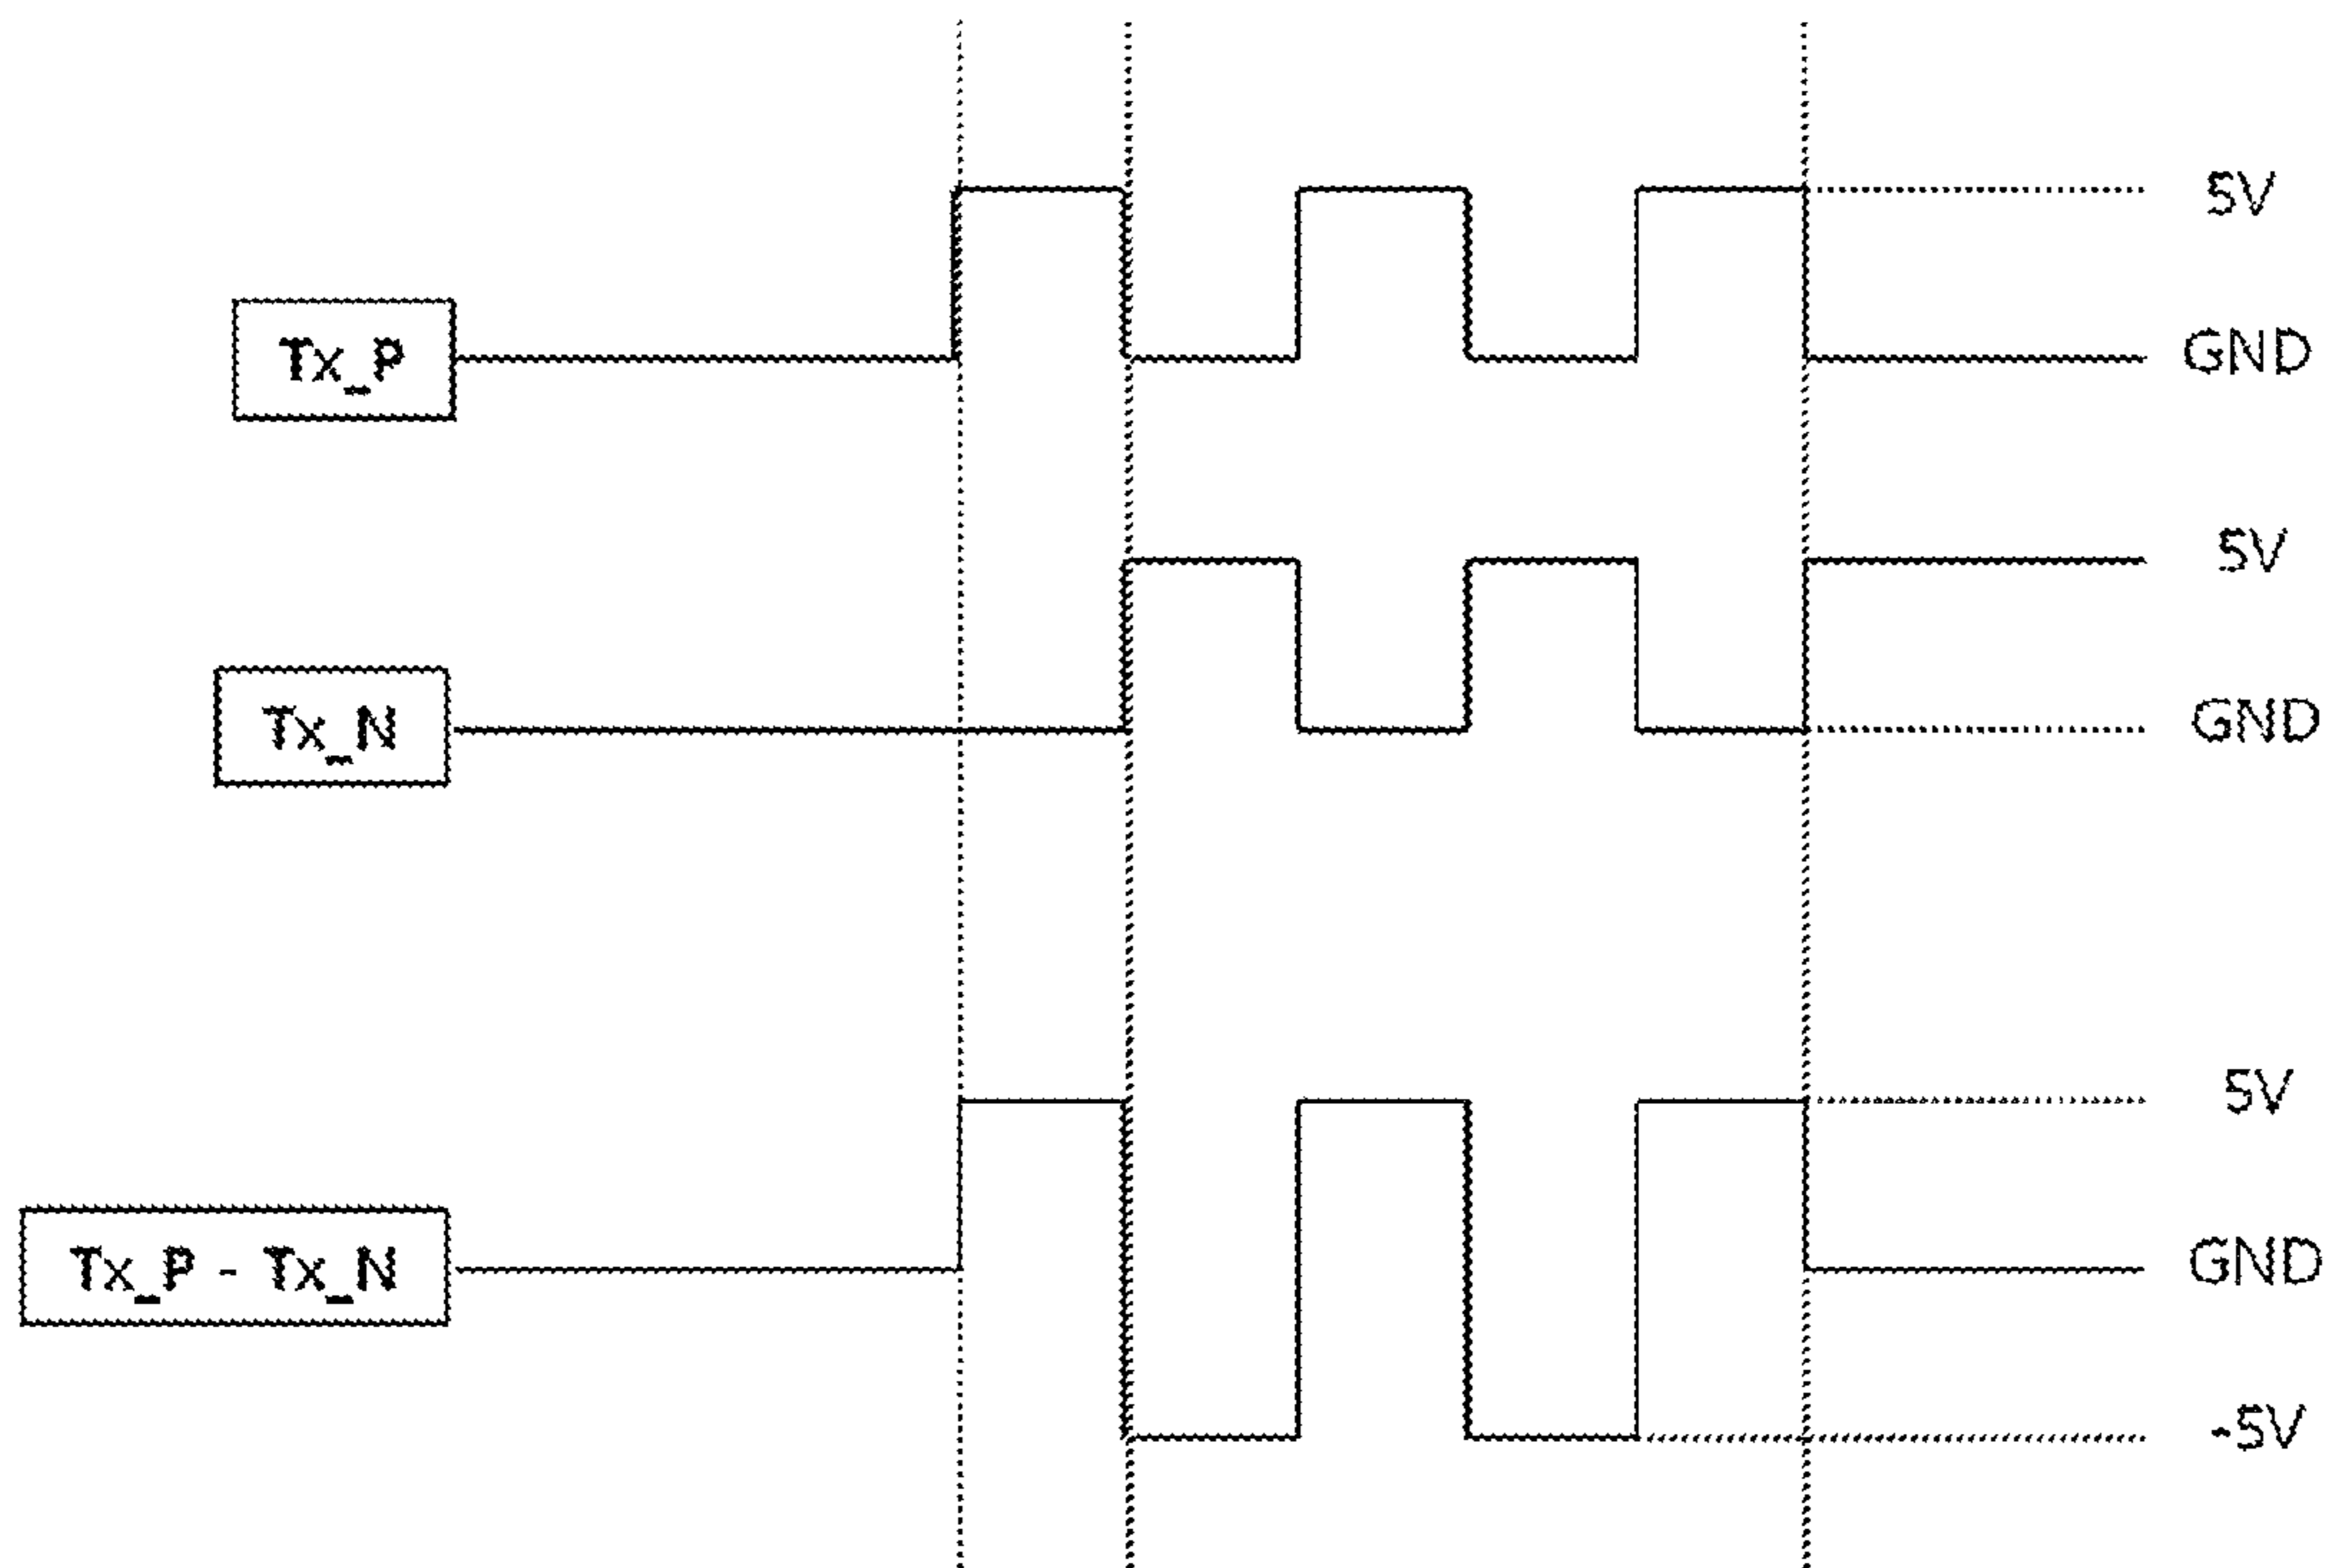 5V
Tx_P
GND
5V
Tx_N
GND
5V
Tx_P - Tx_N
GND
-5V